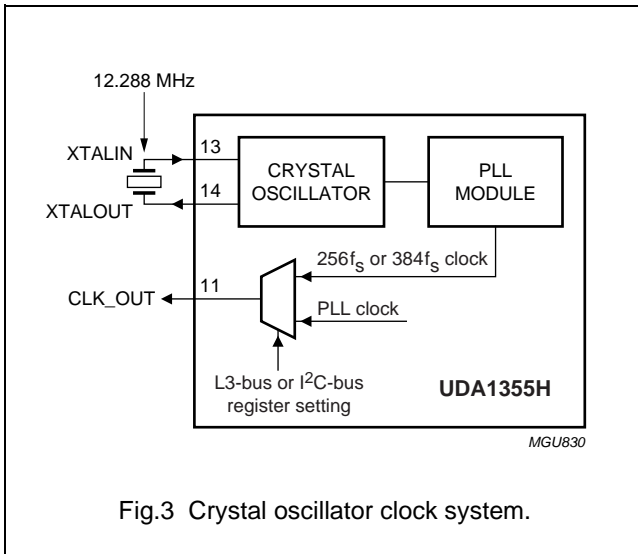 12.288 MHz
XTALIN
13
CRYSTAL
OSCILLATOR
PLL
MODULE
14
XTALOUT
256fs or 384fs clock
CLK_OUT
11
PLL clock
L3-bus or I2C-bus
register setting
UDA1355H
MGU830
Fig.3 Crystal oscillator clock system.